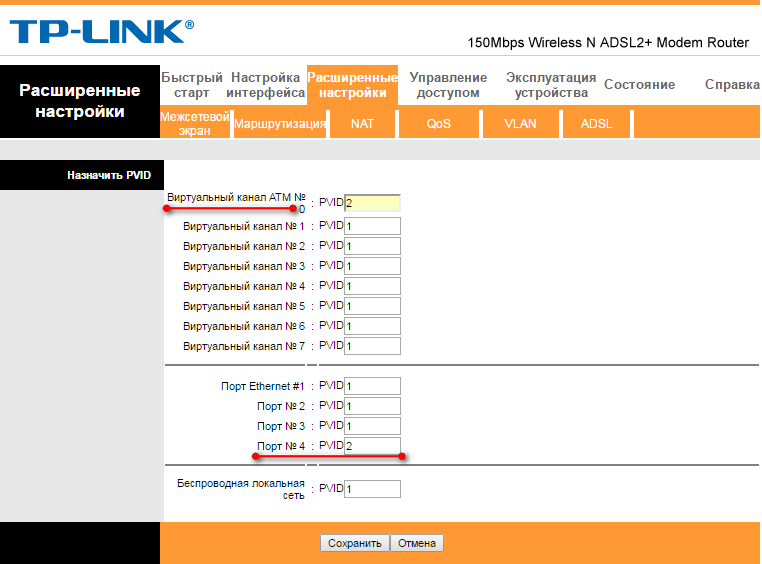 TP-LINK®
150Mbps Wireless N ADSL2+ Modem Router
Расширенные
настройки
Быстрый
старт
Настройка
интерфейса
Расширенные
настройки
Управление
доступом
Эксплуатация
устройства
Состояние
Справка
Межсетевой
экран
Маршрутизация
NAT
QoS
VLAN
ADSL
Назначить PVID
Виртуальный канал ATM №
0 : PVID 2
Виртуальный канал № 1 : PVID 1
Виртуальный канал № 2 : PVID 1
Виртуальный канал № 3 : PVID 1
Виртуальный канал № 4 : PVID 1
Виртуальный канал № 5 : PVID 1
Виртуальный канал № 6 : PVID 1
Виртуальный канал № 7 : PVID 1
Порт Ethernet #1 : PVID 1
Порт № 2 : PVID 1
Порт № 3 : PVID 1
Порт № 4 : PVID 2
Беспроводная локальная
сеть : PVID 1
Сохранить
Отмена